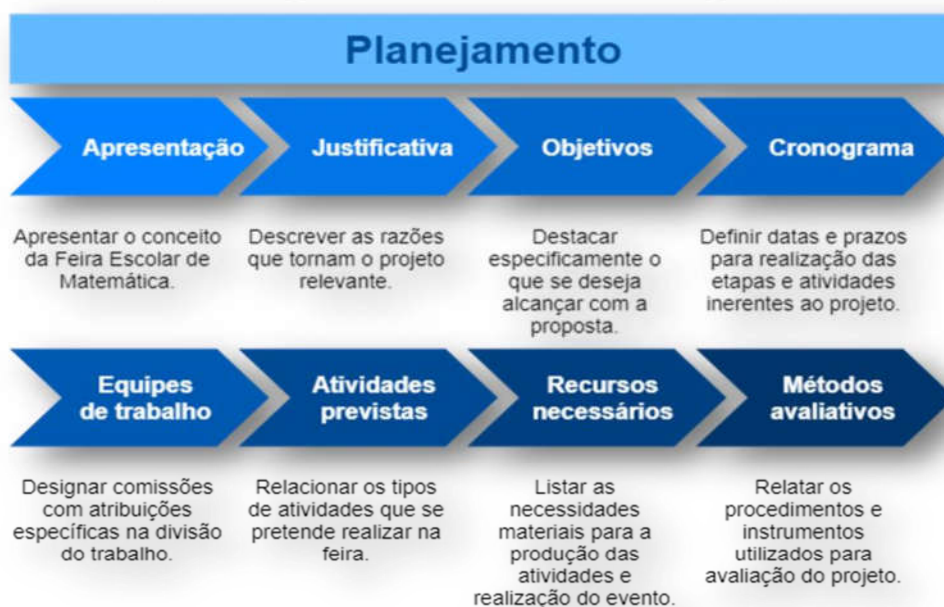 Planejamento
Apresentação
Justificativa
Objetivos
Cronograma
Apresentar o conceito
da Feira Escolar de
Matemática.
Descrever as razões
que tornam o projeto
relevante.
Destacar
especificamente o
que se deseja
alcançar com a
proposta.
Definir datas e prazos
para realização das
etapas e atividades
inerentes ao projeto.
Equipes
de trabalho
Atividades
previstas
Recursos
necessários
Métodos
avaliativos
Designar comissões
com atribuições
específicas na divisão
do trabalho.
Relacionar os tipos
de atividades que se
pretende realizar na
feira.
Listar as
necessidades
materiais para a
produção das
atividades e
realização do evento.
Relatar os
procedimentos e
instrumentos
utilizados para
avaliação do projeto.